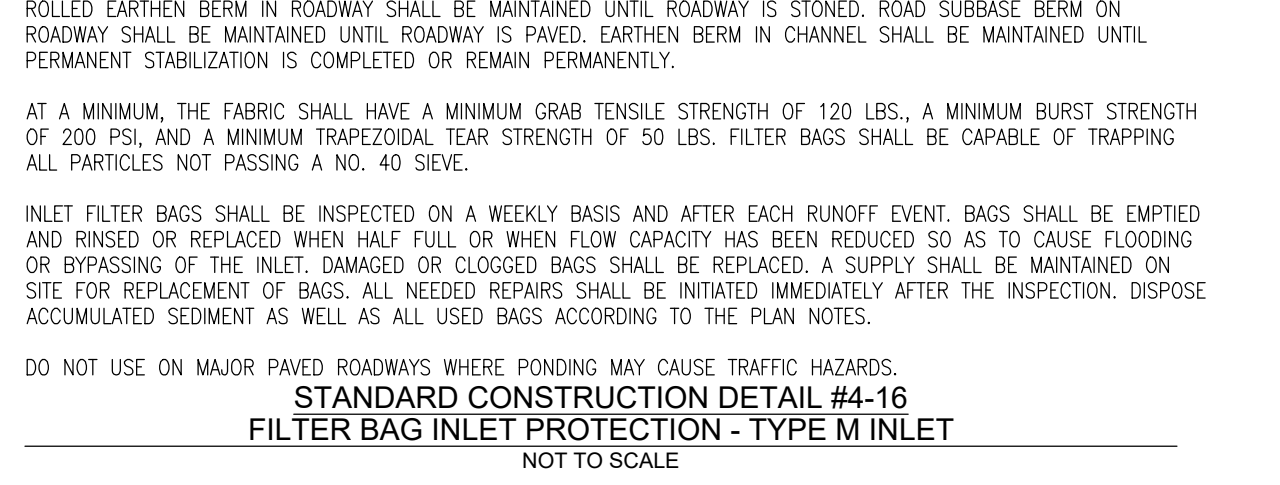 ROLLED EARTHEN BERM IN ROADWAY SHALL BE MAINTAINED UNTIL ROADWAY IS STONED. ROAD SUBBASE BERM ON
ROADWAY SHALL BE MAINTAINED UNTIL ROADWAY IS PAVED. EARTHEN BERM IN CHANNEL SHALL BE MAINTAINED UNTIL
PERMANENT STABILIZATION IS COMPLETED OR REMAIN PERMANENTLY.
AT A MINIMUM, THE FABRIC SHALL HAVE A MINIMUM GRAB TENSILE STRENGTH OF 120 LBS., A MINIMUM BURST STRENGTH
OF 200 PSI, AND A MINIMUM TRAPEZOIDAL TEAR STRENGTH OF 50 LBS. FILTER BAGS SHALL BE CAPABLE OF TRAPPING
ALL PARTICLES NOT PASSING A NO. 40 SIEVE.
INLET FILTER BAGS SHALL BE INSPECTED ON A WEEKLY BASIS AND AFTER EACH RUNOFF EVENT. BAGS SHALL BE EMPTIED
AND RINSED OR REPLACED WHEN HALF FULL OR WHEN FLOW CAPACITY HAS BEEN REDUCED SO AS TO CAUSE FLOODING
OR BYPASSING OF THE INLET. DAMAGED OR CLOGGED BAGS SHALL BE REPLACED. A SUPPLY SHALL BE MAINTAINED ON
SITE FOR REPLACEMENT OF BAGS. ALL NEEDED REPAIRS SHALL BE INITIATED IMMEDIATELY AFTER THE INSPECTION. DISPOSE
ACCUMULATED SEDIMENT AS WELL AS ALL USED BAGS ACCORDING TO THE PLAN NOTES.
DO NOT USE ON MAJOR PAVED ROADWAYS WHERE PONDING MAY CAUSE TRAFFIC HAZARDS.
STANDARD CONSTRUCTION DETAIL #4-16
FILTER BAG INLET PROTECTION - TYPE M INLET
NOT TO SCALE